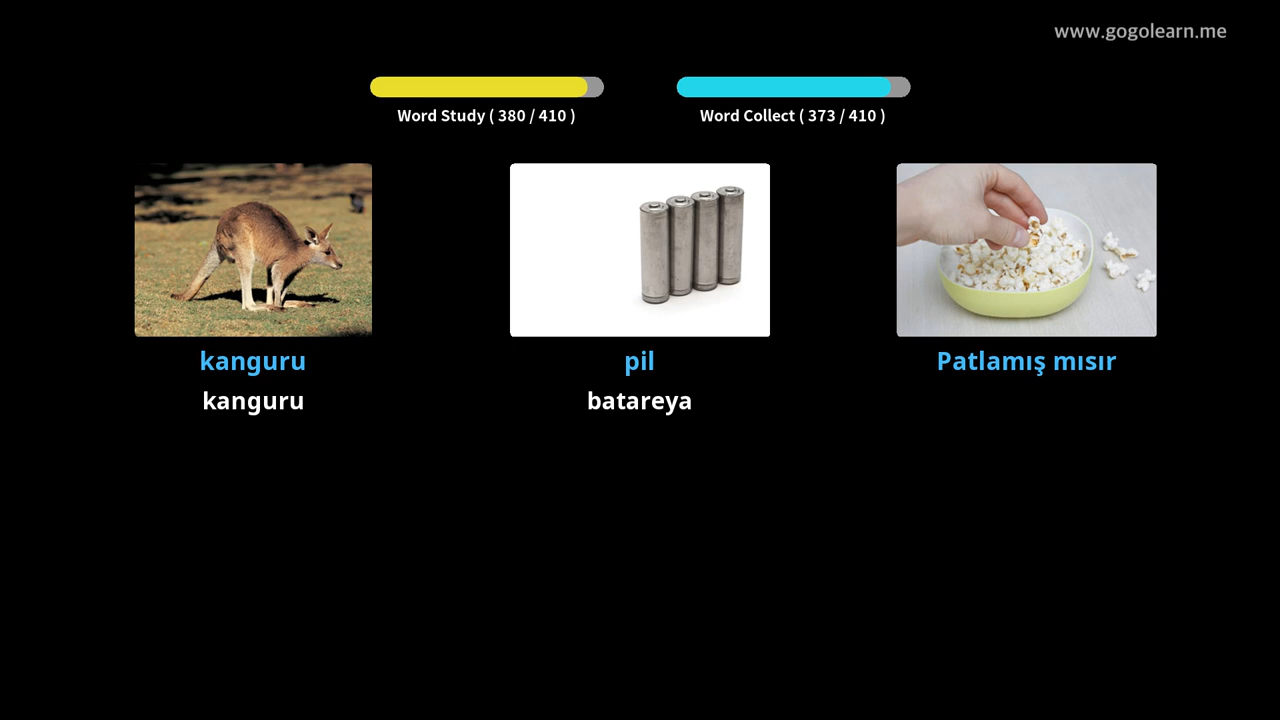 www.gogolearn.me
Word Study ( 380 / 410 )
Word Collect ( 373 / 410 )
kanguru
kanguru
pil
batareya
Patlamış mısır